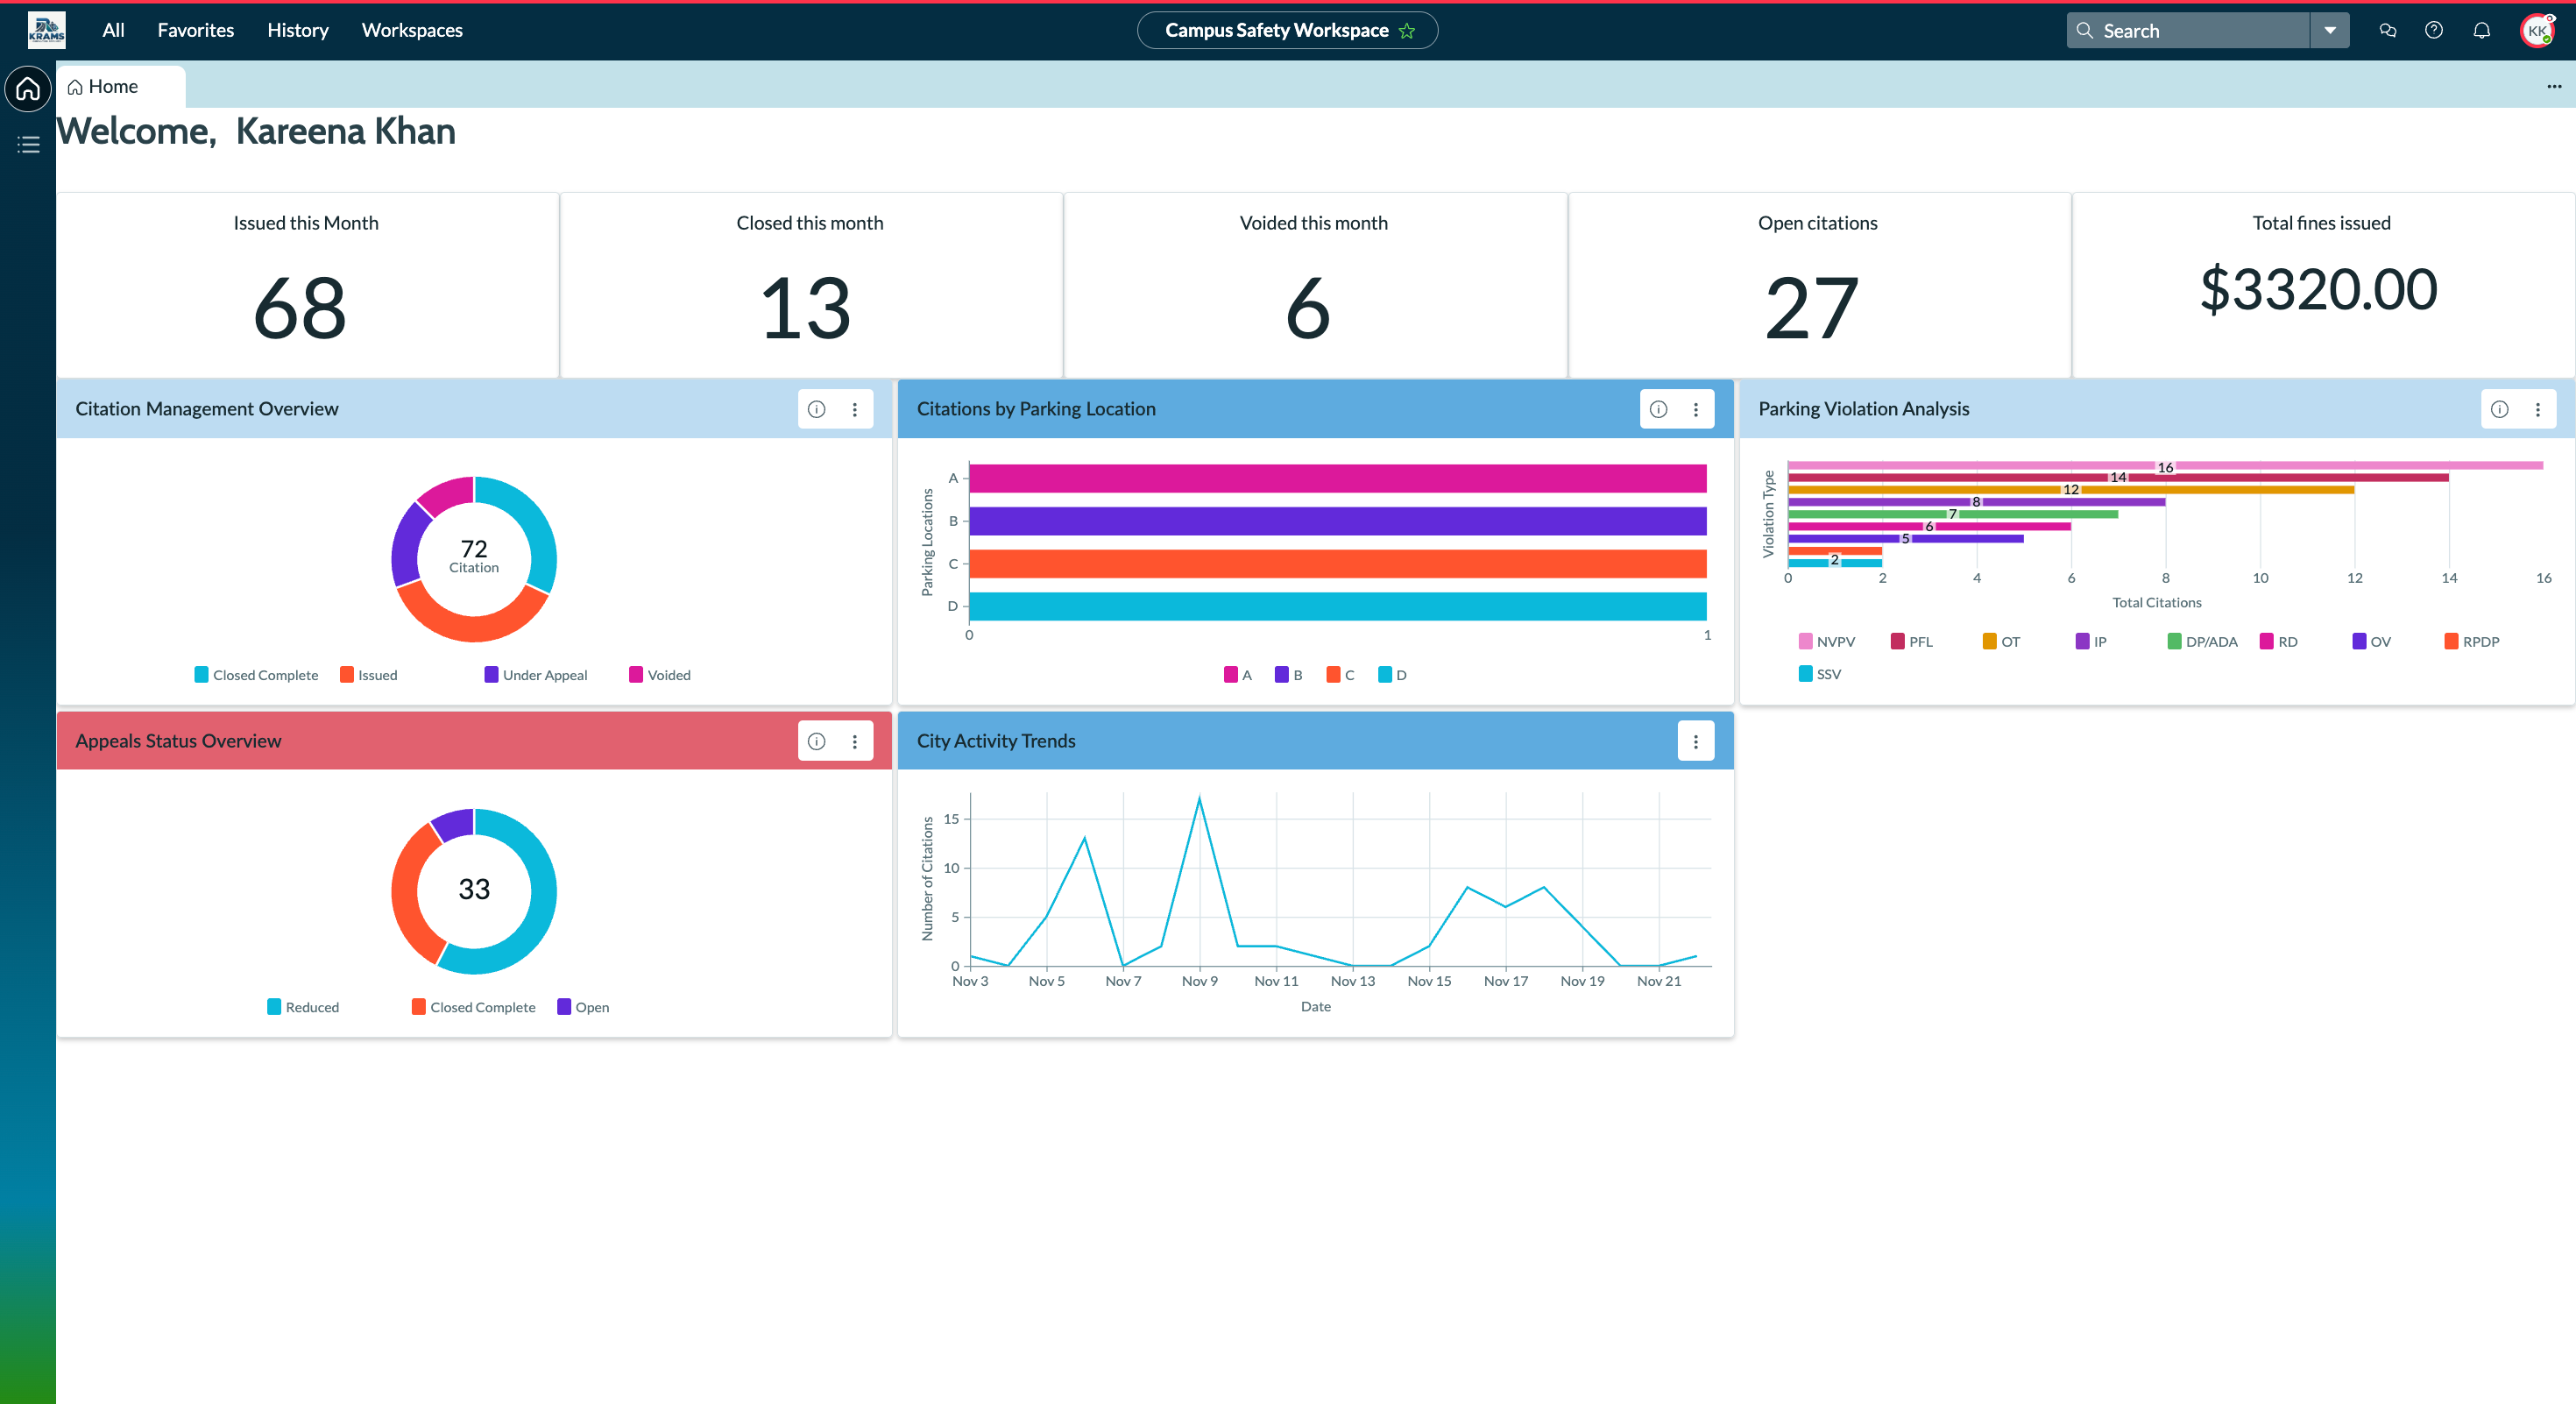 KRAMS
All
Favorites
History
Workspaces
Campus Safety Workspace
Search
KK
Home
Welcome, Kareena Khan
Issued this Month
68
Closed this month
13
Voided this month
6
Open citations
27
Total fines issued
$3320.00
Citation Management Overview
72
Citation
Closed Complete
Issued
Under Appeal
Voided
Citations by Parking Location
Parking Locations
A
B
C
D
0
1
A
B
C
D
Parking Violation Analysis
Violation Type
16
14
12
8
7
6
5
2
0
2
4
6
8
10
12
14
16
Total Citations
NVPV
PFL
OT
IP
DP/ADA
RD
OV
RPDP
SSV
Appeals Status Overview
33
Reduced
Closed Complete
Open
City Activity Trends
Number of Citations
15
10
5
0
Nov 3
Nov 5
Nov 7
Nov 9
Nov 11
Nov 13
Nov 15
Nov 17
Nov 19
Nov 21
Date